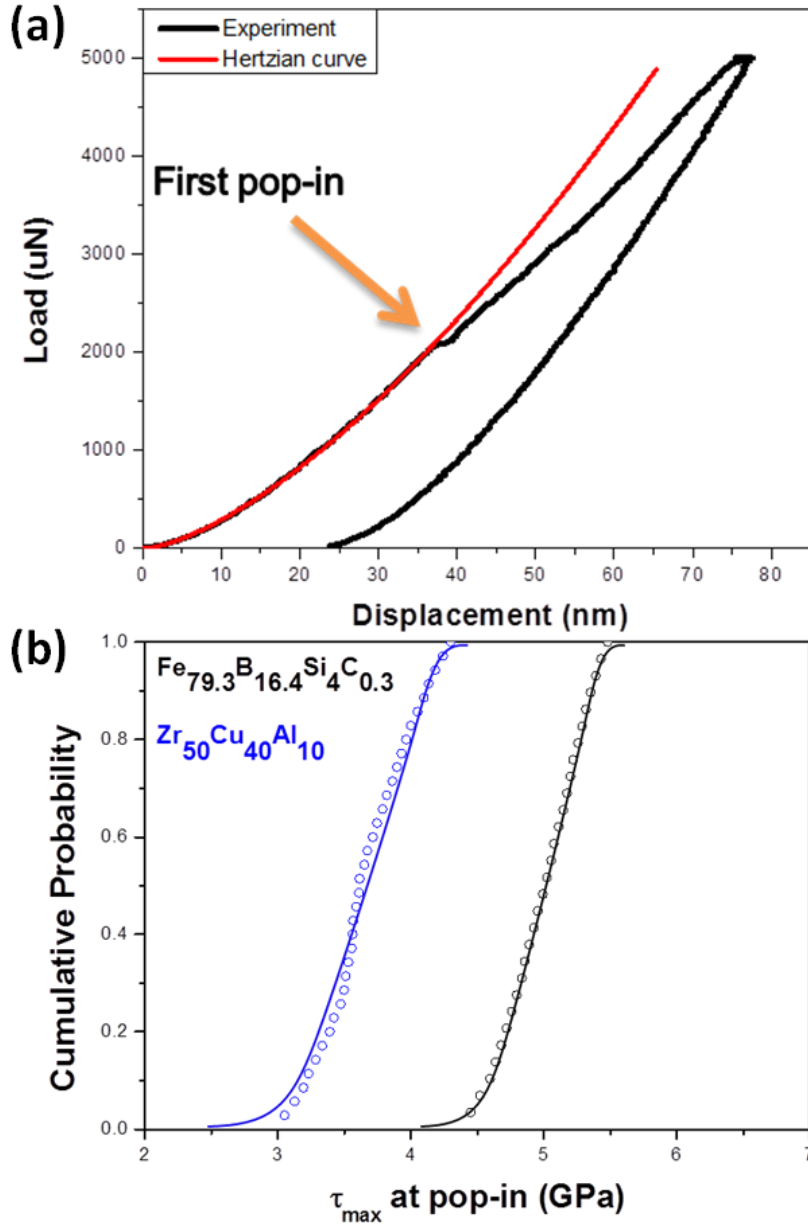 (a)
Experiment
Hertzian curve
First pop-in
Load (uN)
5000
4000
3000
2000
1000
0
0 10 20 30 40 50 60 70 80
Displacement (nm)
(b)
Fe79.3B16.4Si4C0.3
Zr50Cu40Al10
Cumulative Probability
1.0
0.8
0.6
0.4
0.2
0.0
2 3 4 5 6 7
τmax at pop-in (GPa)